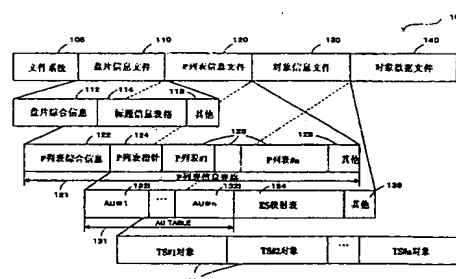 105 110 120 130 140
文件系统 盘片信息文件 P列表信息文件 对象信息文件 对象数据文件
112 114 116
盘片综合信息 标题信息表格 其他
122 124 126 128
P列表综合信息 P列表指针 P列表#1 P列表#m 其他
121 P列表信息表格
132l 132l 134 136
AU#1 ... AU#n ES映射表 其他
AU TABLE
131
TS#1对象 TS#2对象 ... TS#n对象